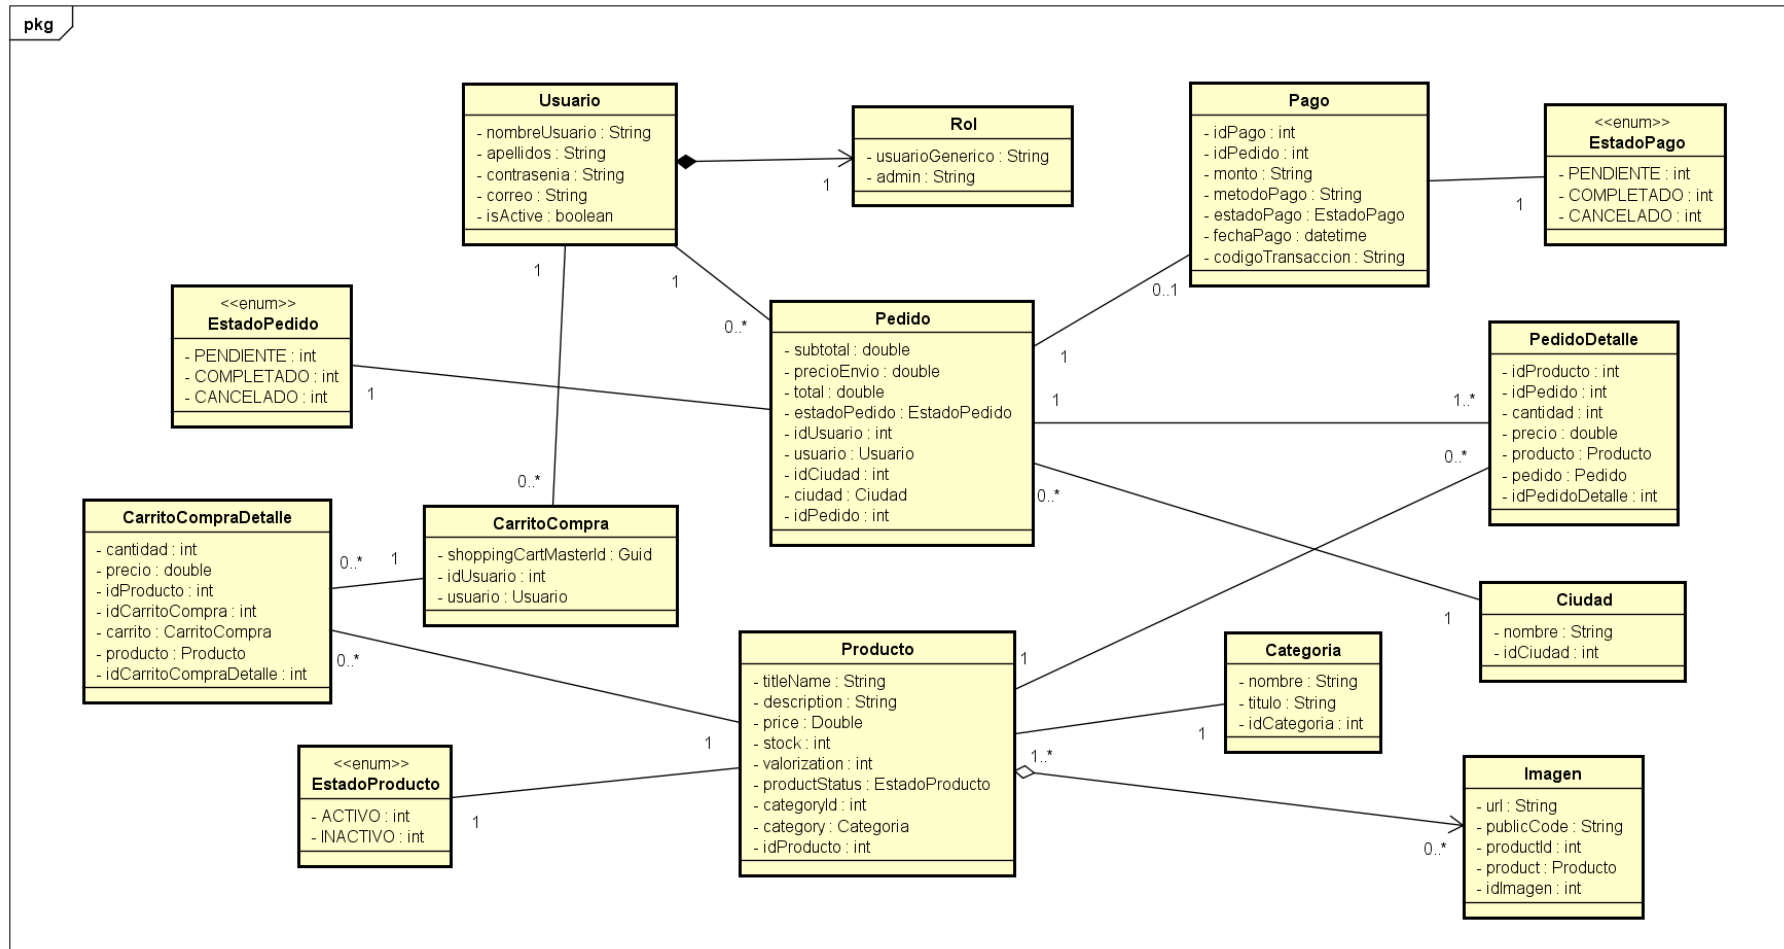 pkg
Usuario
- nombreUsuario : String
- apellidos : String
- contrasenia : String
- correo : String
- isActive : boolean
Rol
- usuarioGenerico : String
- admin : String
1
Pago
- idPago : int
- idPedido : int
- monto : String
- metodoPago : String
- estadoPago : EstadoPago
- fechaPago : datetime
- codigoTransaccion : String
<<enum>>
EstadoPago
- PENDIENTE : int
- COMPLETADO : int
- CANCELADO : int
1
1
1
0..*
0..1
1
<<enum>>
EstadoPedido
- PENDIENTE : int
- COMPLETADO : int
- CANCELADO : int
1
Pedido
- subtotal : double
- precioEnvio : double
- total : double
- estadoPedido : EstadoPedido
- idUsuario : int
- usuario : Usuario
- idCiudad : int
- ciudad : Ciudad
- idPedido : int
1
1..*
PedidoDetalle
- idProducto : int
- idPedido : int
- cantidad : int
- precio : double
- producto : Producto
- pedido : Pedido
- idPedidoDetalle : int
0..*
0..*
0..*
CarritoCompraDetalle
- cantidad : int
- precio : double
- idProducto : int
- idCarritoCompra : int
- carrito : CarritoCompra
- producto : Producto
- idCarritoCompraDetalle : int
0..*
1
CarritoCompra
- shoppingCartMasterId : Guid
- idUsuario : int
- usuario : Usuario
0..*
Ciudad
- nombre : String
- idCiudad : int
1
Producto
- titleName : String
- description : String
- price : Double
- stock : int
- valorization : int
- productStatus : EstadoProducto
- categoryId : int
- category : Categoria
- idProducto : int
1
1
Categoria
- nombre : String
- titulo : String
- idCategoria : int
1
1..*
<<enum>>
EstadoProducto
- ACTIVO : int
- INACTIVO : int
1
Imagen
- url : String
- publicCode : String
- productId : int
- product : Producto
- idImagen : int
0..*